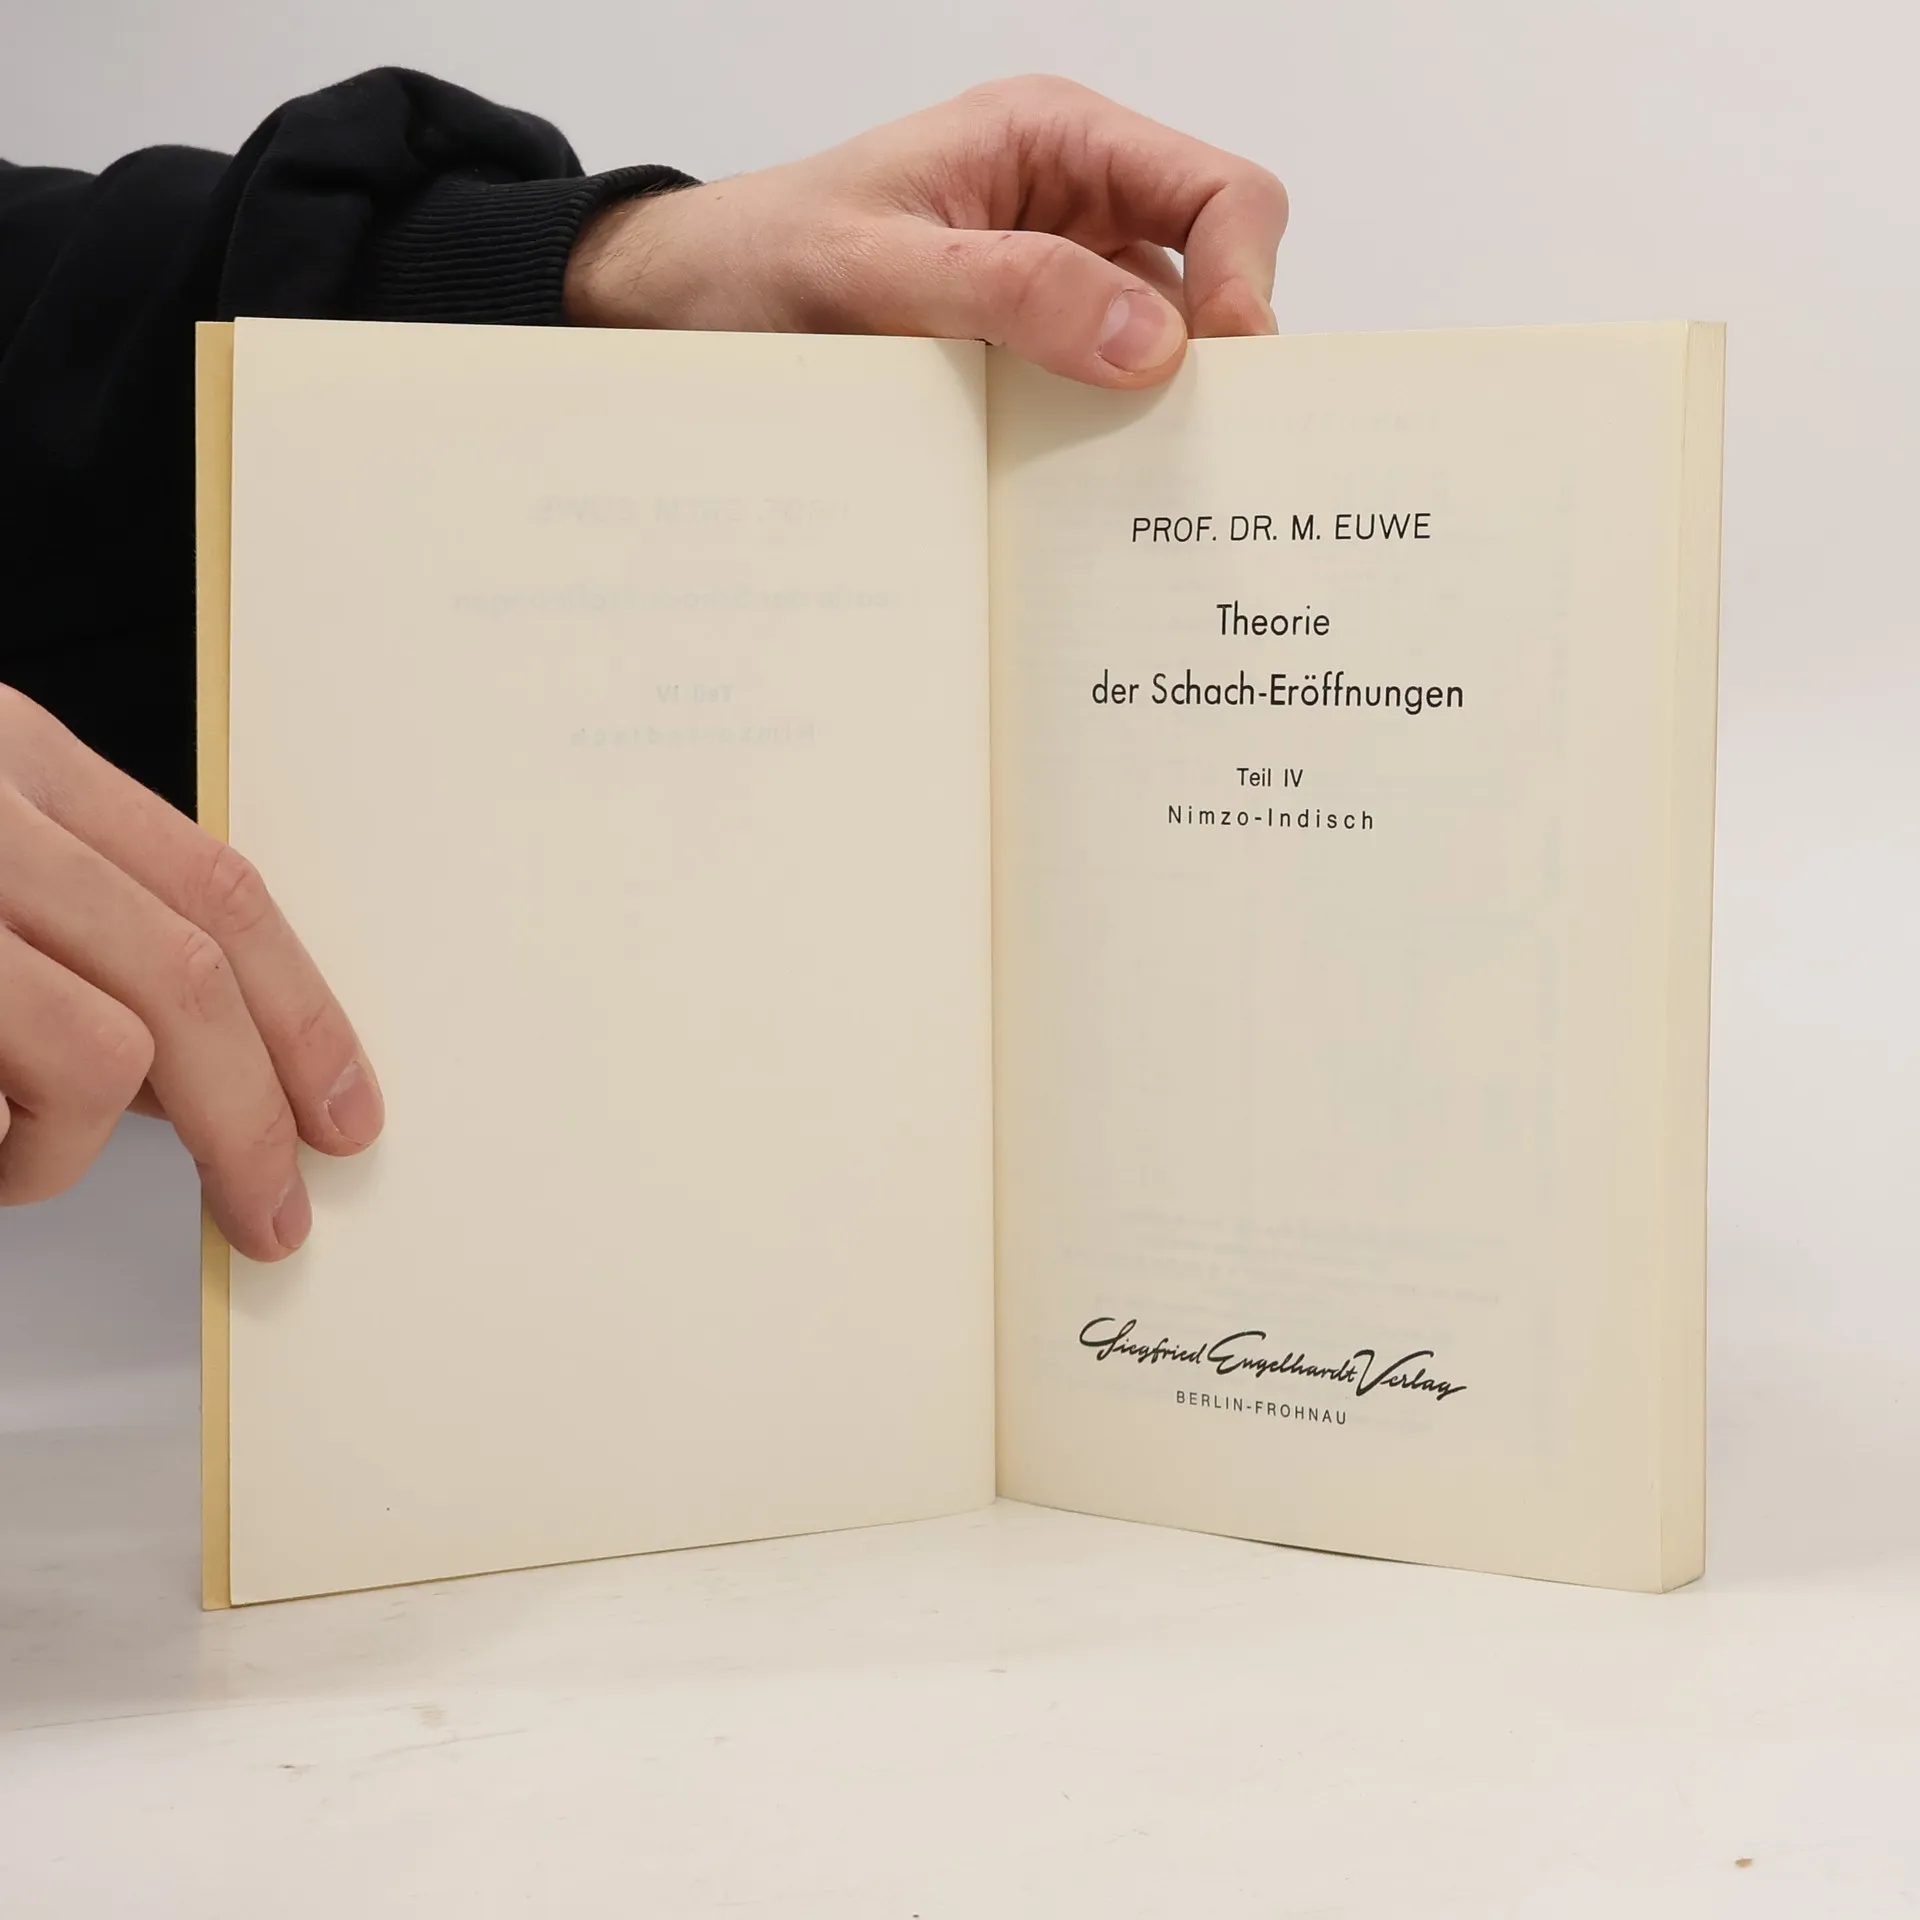 PROF. DR. M. EUWE
Theorie
der Schach-Eröffnungen
Teil IV
Nimzo-Indisch
Siegfried Engelhardt Verlag
BERLIN-FROHNAU